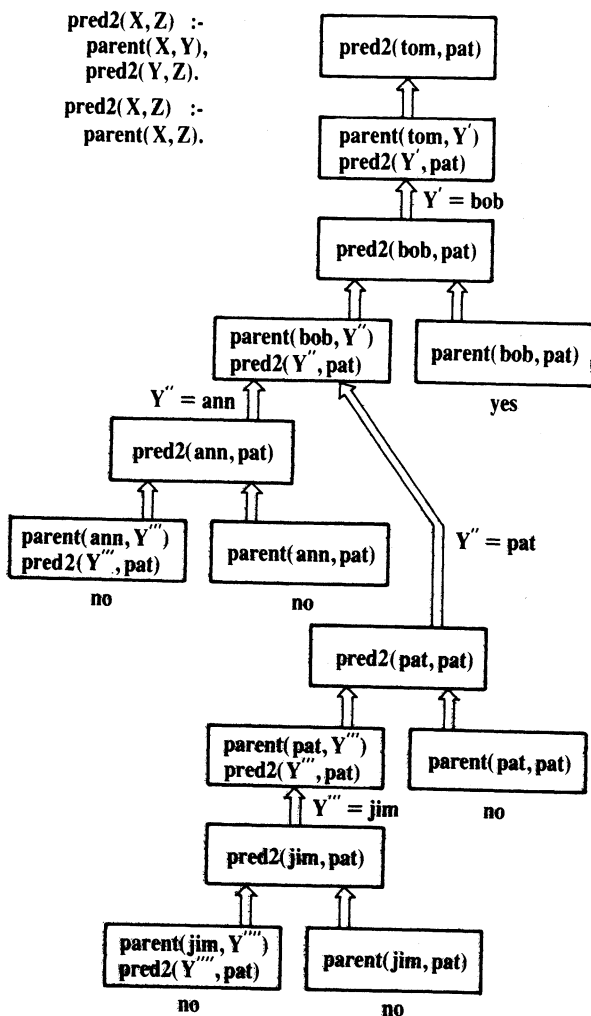 pred2(X,Z) :-
parent(X,Y),
pred2(Y,Z).
pred2(X,Z) :-
parent(X,Z).
pred2(tom,pat)
parent(tom,Y′)
pred2(Y′,pat)
Y′ = bob
pred2(bob,pat)
parent(bob,Y′′)
pred2(Y′′,pat)
parent(bob,pat)
yes
Y′′ = ann
pred2(ann,pat)
parent(ann,Y′′′)
pred2(Y′′′,pat)
no
parent(ann,pat)
no
Y′′ = pat
pred2(pat,pat)
parent(pat,Y′′′)
pred2(Y′′′,pat)
parent(pat,pat)
no
Y′′′ = jim
pred2(jim,pat)
parent(jim,Y′′′′)
pred2(Y′′′′,pat)
no
parent(jim,pat)
no